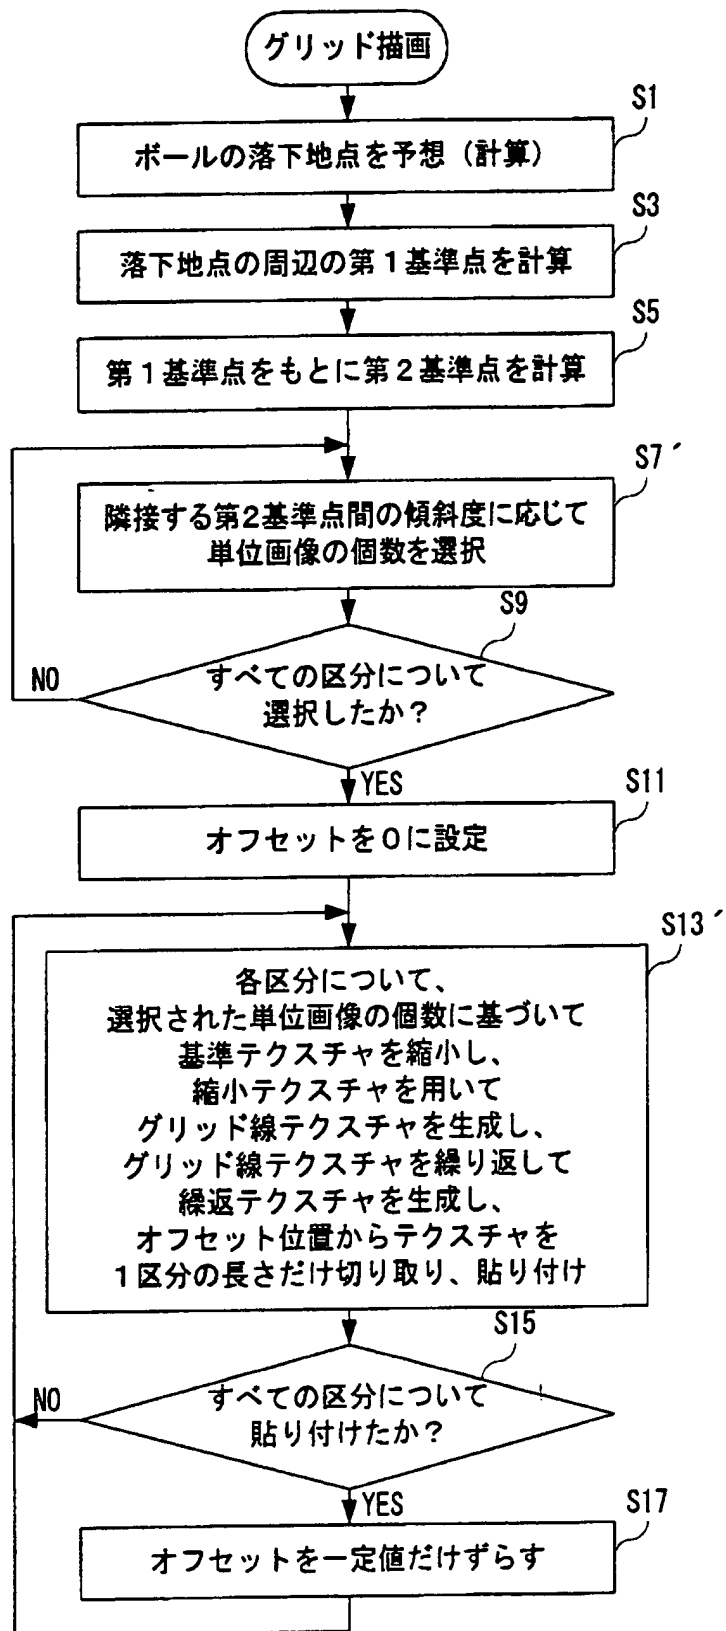 グリッド描画
S1
ボールの落下地点を予想（計算）
S3
落下地点の周辺の第１基準点を計算
S5
第１基準点をもとに第２基準点を計算
S7´
隣接する第2基準点間の傾斜度に応じて
単位画像の個数を選択
S9
すべての区分について
選択したか？
NO
YES
S11
オフセットを０に設定
S13´
各区分について、
選択された単位画像の個数に基づいて
基準テクスチャを縮小し、
縮小テクスチャを用いて
グリッド線テクスチャを生成し、
グリッド線テクスチャを繰り返して
繰返テクスチャを生成し、
オフセット位置からテクスチャを
１区分の長さだけ切り取り、貼り付け
S15
すべての区分について
貼り付けたか？
NO
YES
S17
オフセットを一定値だけずらす